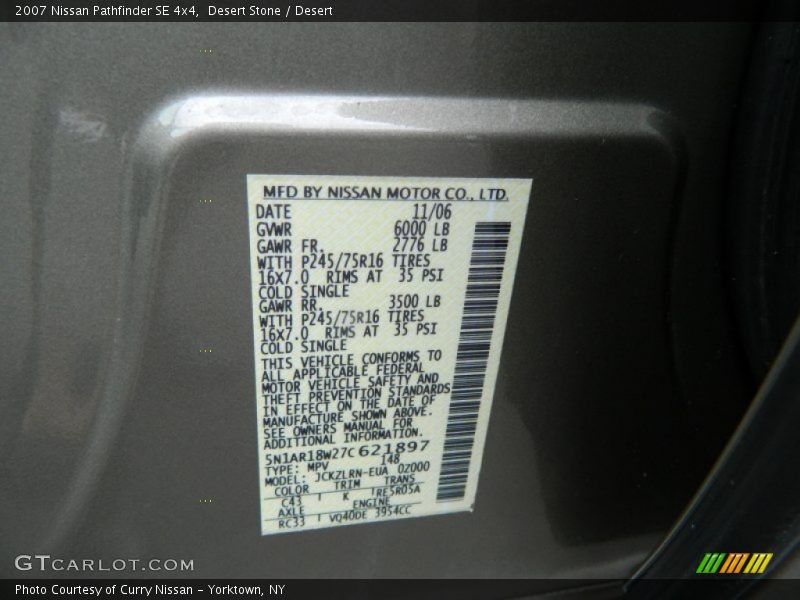 2007 Nissan Pathfinder SE 4x4,  Desert Stone / Desert
MFD BY NISSAN MOTOR CO., LTD.
DATE 11/06
GVWR 6000 LB
GAWR FR. 2776 LB
WITH P245/75R16 TIRES
16X7.0 RIMS AT 35 PSI
COLD SINGLE
GAWR RR. 3500 LB
WITH P245/75R16 TIRES
16X7.0 RIMS AT 35 PSI
COLD SINGLE
THIS VEHICLE CONFORMS TO
ALL APPLICABLE FEDERAL
MOTOR VEHICLE SAFETY AND
THEFT PREVENTION STANDARDS
IN EFFECT ON THE DATE OF
MANUFACTURE SHOWN ABOVE.
SEE OWNERS MANUAL FOR
ADDITIONAL INFORMATION.
5N1AR18W27C621897
TYPE: MPV 148
MODEL: JCKZLRN-EUA 0Z000
COLOR TRIM TRANS
C43 K RE5R05A
AXLE ENGINE
RC33 VQ40DE 3954CC
GTCARLOT.COM
Photo Courtesy of Curry Nissan - Yorktown, NY